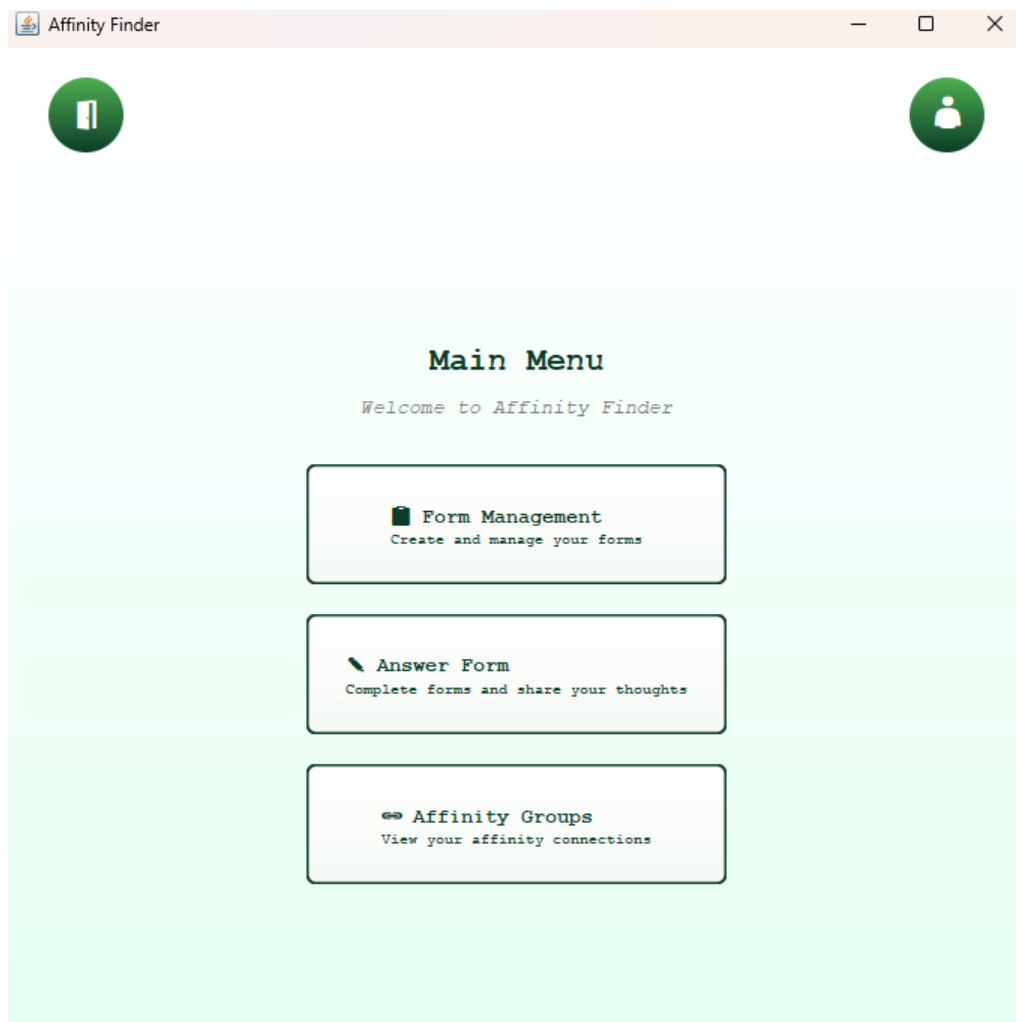 Affinity Finder
Main Menu
Welcome to Affinity Finder
Form Management
Create and manage your forms
Answer Form
Complete forms and share your thoughts
Affinity Groups
View your affinity connections